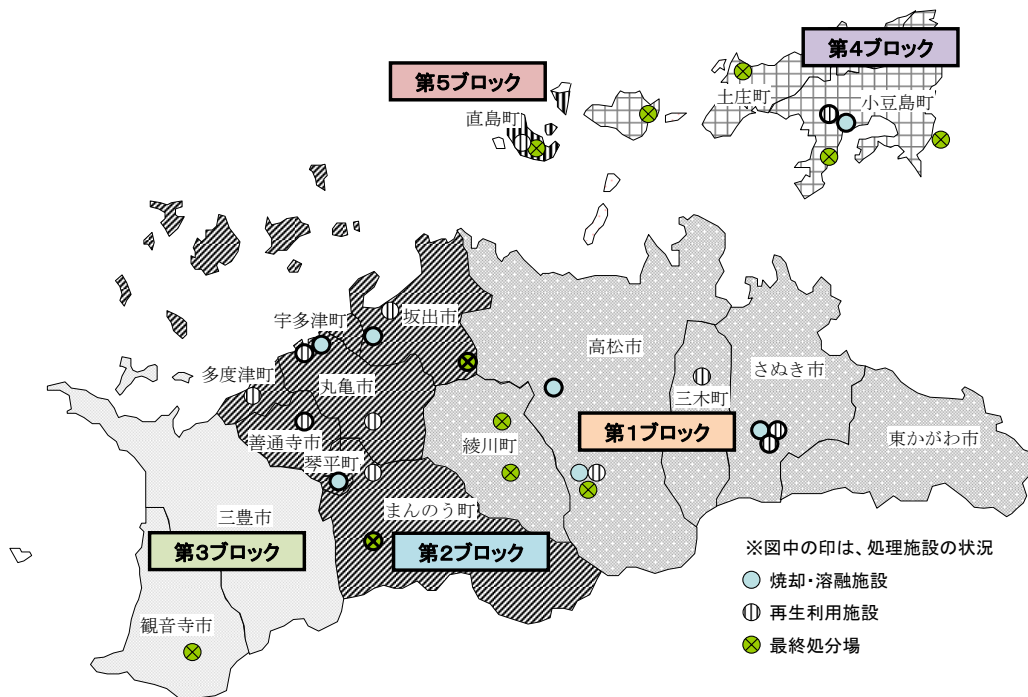 第4ブロック
第5ブロック
土庄町
小豆島町
直島町
宇多津町
坂出市
高松市
多度津町
丸亀市
三木町
さぬき市
善通寺市
綾川町
第1ブロック
東かがわ市
琴平町
三豊市
まんのう町
第3ブロック
第2ブロック
観音寺市
※図中の印は、処理施設の状況
焼却・溶融施設
再生利用施設
最終処分場